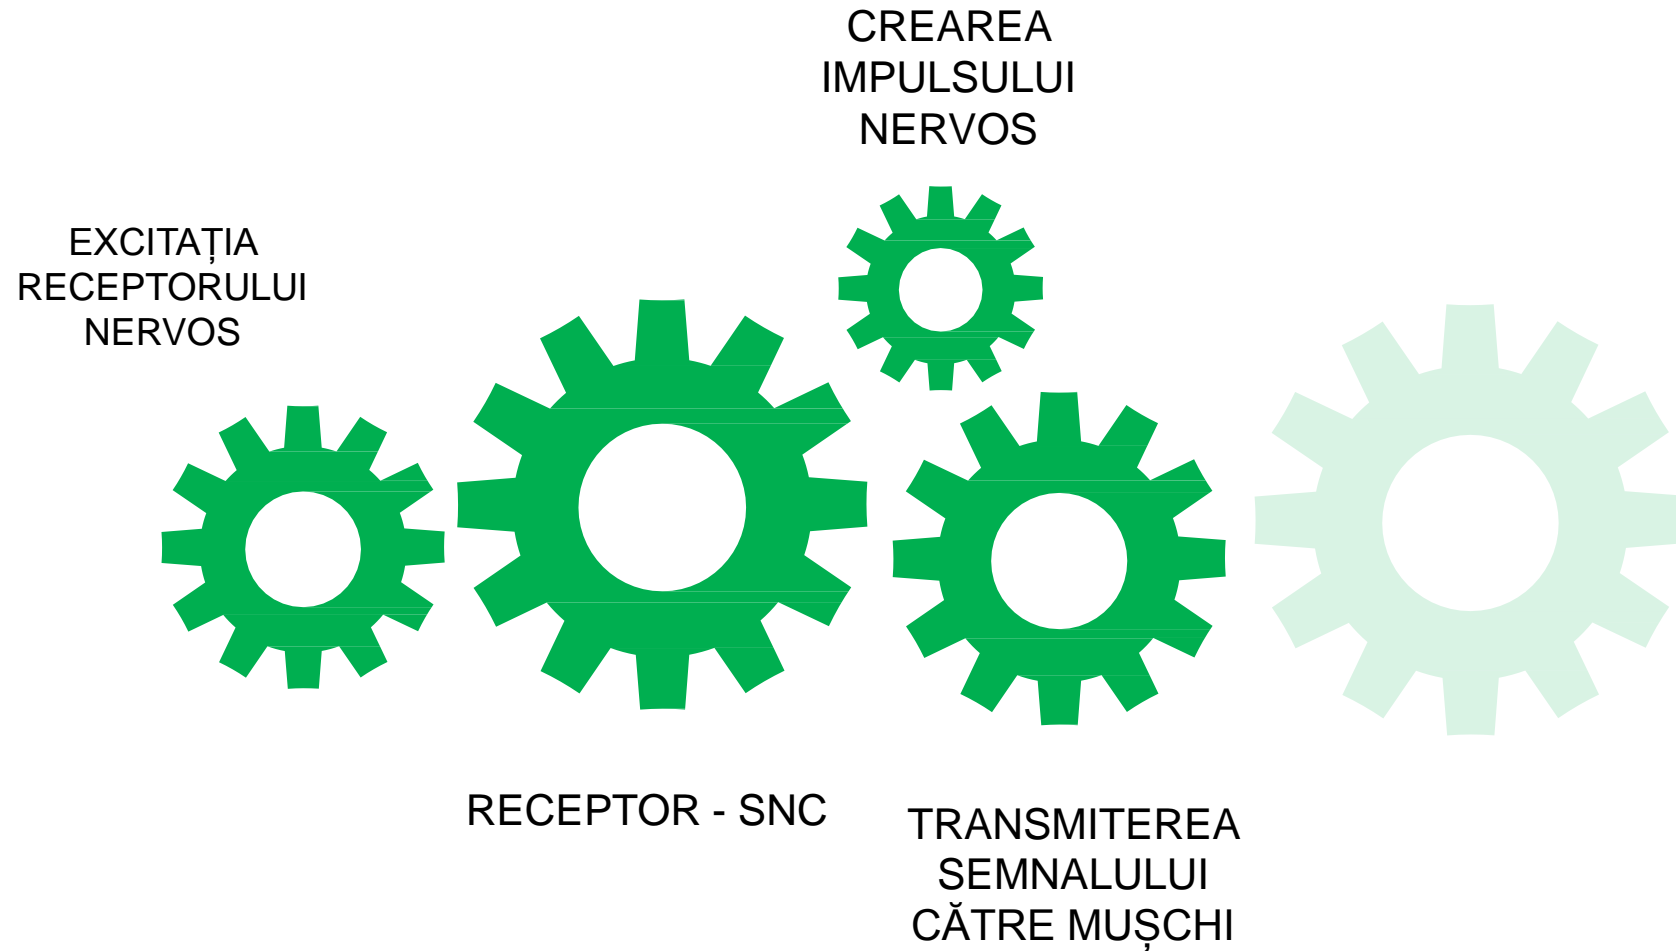 EXCITAȚIA
RECEPTORULUI
NERVOS
RECEPTOR - SNC
CREAREA
IMPULSULUI
NERVOS
TRANSMITEREA
SEMNALULUI
CĂTRE MUȘCHI